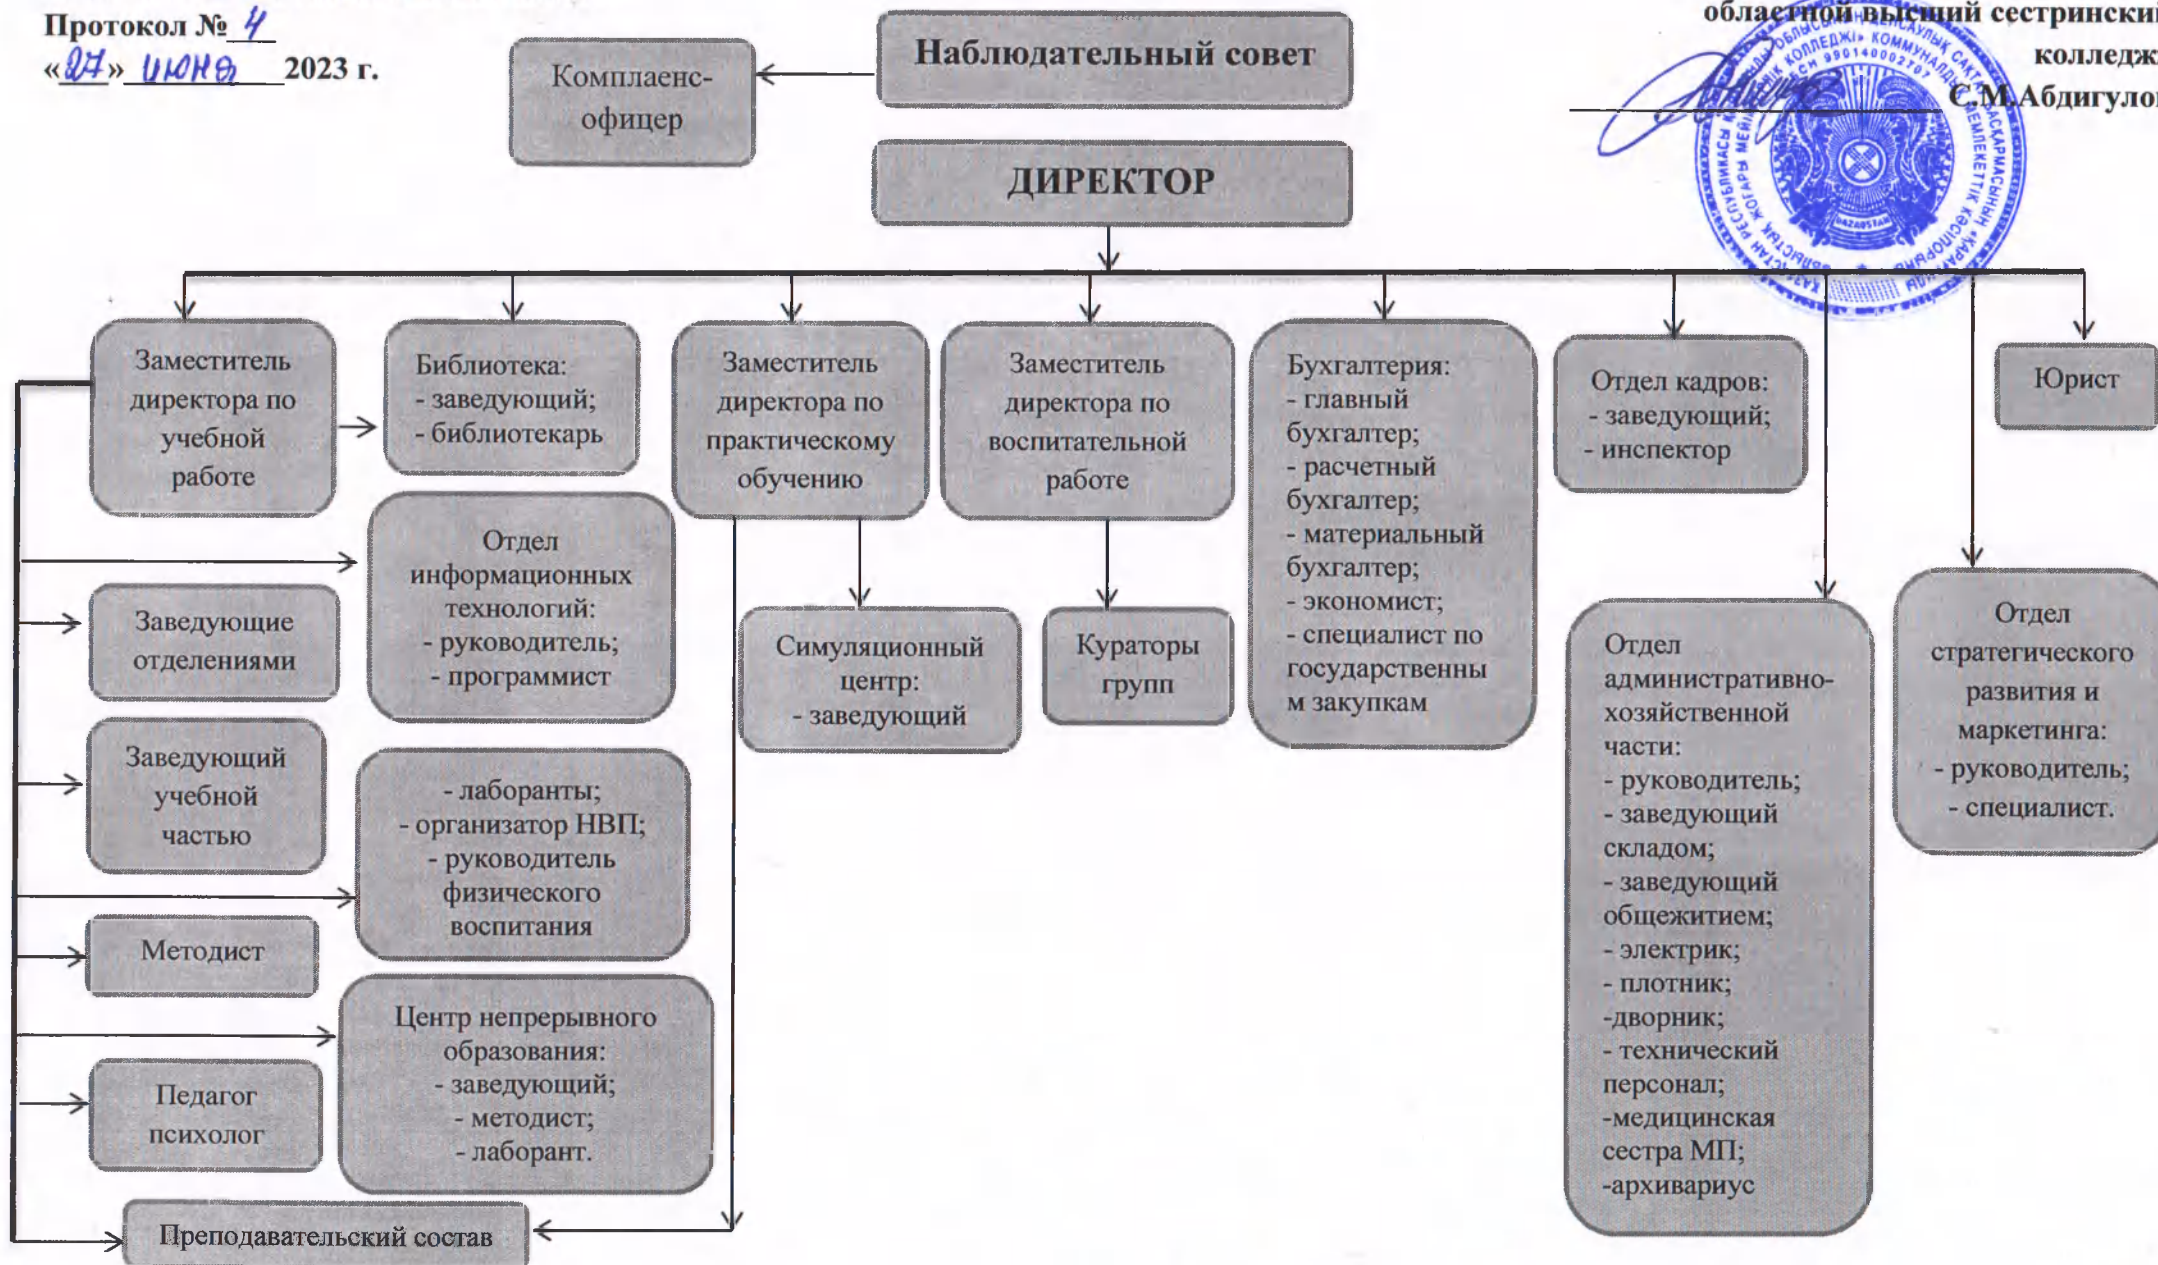 Протокол № 4
«27» июня 2023 г.
областной высший сестринский
колледж
С.М.Абдигулов
Комплаенс-
офицер
Наблюдательный совет
ДИРЕКТОР
Заместитель
директора по
учебной
работе
Библиотека:
- заведующий;
- библиотекарь
Заместитель
директора по
практическому
обучению
Заместитель
директора по
воспитательной
работе
Бухгалтерия:
- главный
бухгалтер;
- расчетный
бухгалтер;
- материальный
бухгалтер;
- экономист;
- специалист по
государственны
м закупкам
Отдел кадров:
- заведующий;
- инспектор
Юрист
Отдел
информационных
технологий:
- руководитель;
- программист
Заведующие
отделениями
Симуляционный
центр:
- заведующий
Кураторы
групп
Отдел
административно-
хозяйственной
части:
- руководитель;
- заведующий
складом;
- заведующий
общежитием;
- электрик;
- плотник;
-дворник;
- технический
персонал;
-медицинская
сестра МП;
-архивариус
Отдел
стратегического
развития и
маркетинга:
- руководитель;
- специалист.
Заведующий
учебной
частью
- лаборанты;
- организатор НВП;
- руководитель
физического
воспитания
Методист
Центр непрерывного
образования:
- заведующий;
- методист;
- лаборант.
Педагог
психолог
Преподавательский состав